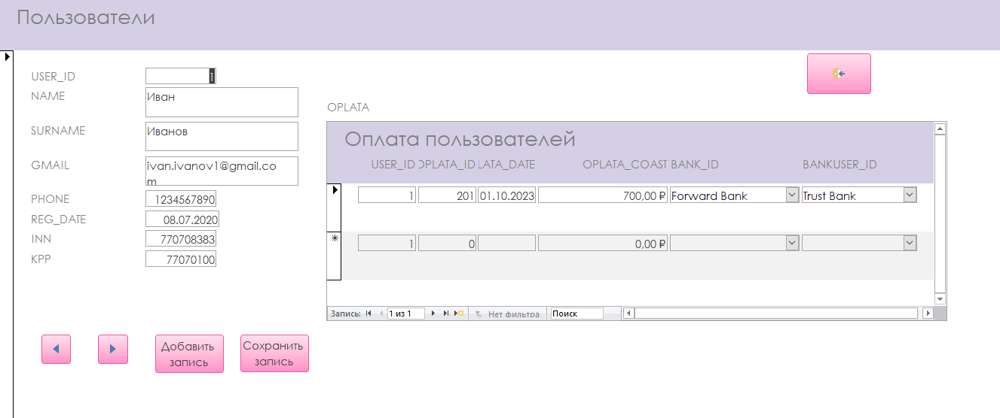 Пользователи
USER_ID 1
NAME Иван
SURNAME Иванов
GMAIL ivan.ivanov1@gmail.co
m
PHONE 1234567890
REG_DATE 08.07.2020
INN 770708383
KPP 77070100
OPLATA
Оплата пользователей
USER_ID OPLATA_ID LATA_DATE OPLATA_COAST BANK_ID BANKUSER_ID
1 201 01.10.2023 700,00 ₽ Forward Bank Trust Bank
1 0 0,00 ₽
Запись: 1 из 1 Нет фильтра Поиск
Добавить
запись
Сохранить
запись